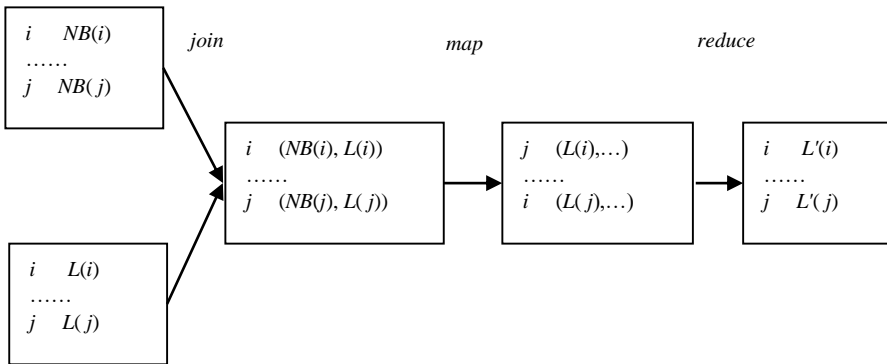 i NB(i)
……
j NB(j)
join
map
reduce
i (NB(i), L(i))
……
j (NB(j), L(j))
j (L(i),…)
……
i (L(j),…)
i L'(i)
……
j L'(j)
i L(i)
……
j L(j)